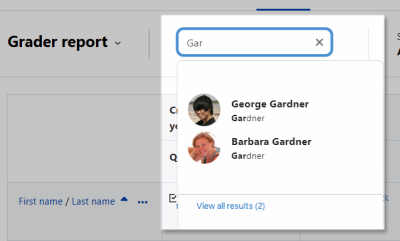 Grader report
Gar
George Gardner
Gardner
Barbara Gardner
Gardner
First name / Last name
View all results (2)